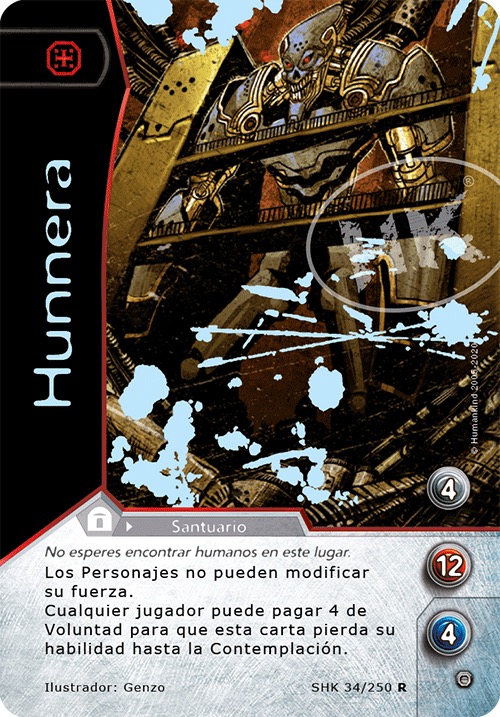 Hunnera
HK
®
© Humankind 2005-2020
4
Santuario
No esperes encontrar humanos en este lugar.
Los Personajes no pueden modificar
su fuerza.
Cualquier jugador puede pagar 4 de
Voluntad para que esta carta pierda su
habilidad hasta la Contemplación.
12
4
Ilustrador: Genzo
SHK 34/250 R